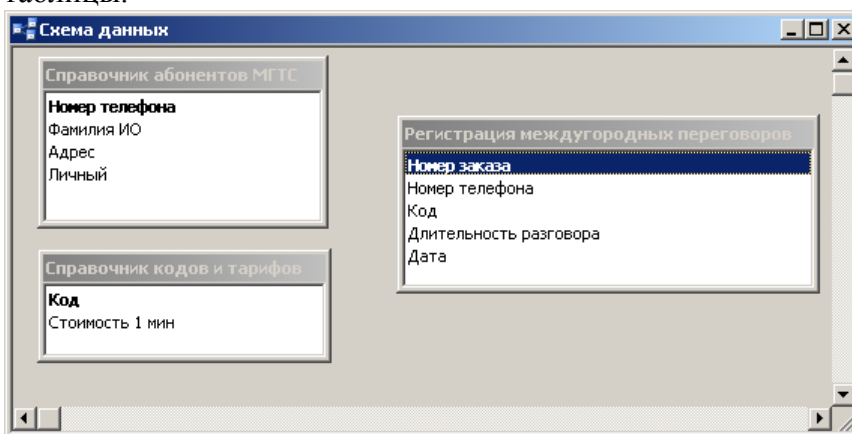 таблицы.
Схема данных
Справочник абонентов МГТС
Номер телефона
Фамилия ИО
Адрес
Личный
Регистрация междугородных переговоров
Номер заказа
Номер телефона
Код
Длительность разговора
Дата
Справочник кодов и тарифов
Код
Стоимость 1 мин